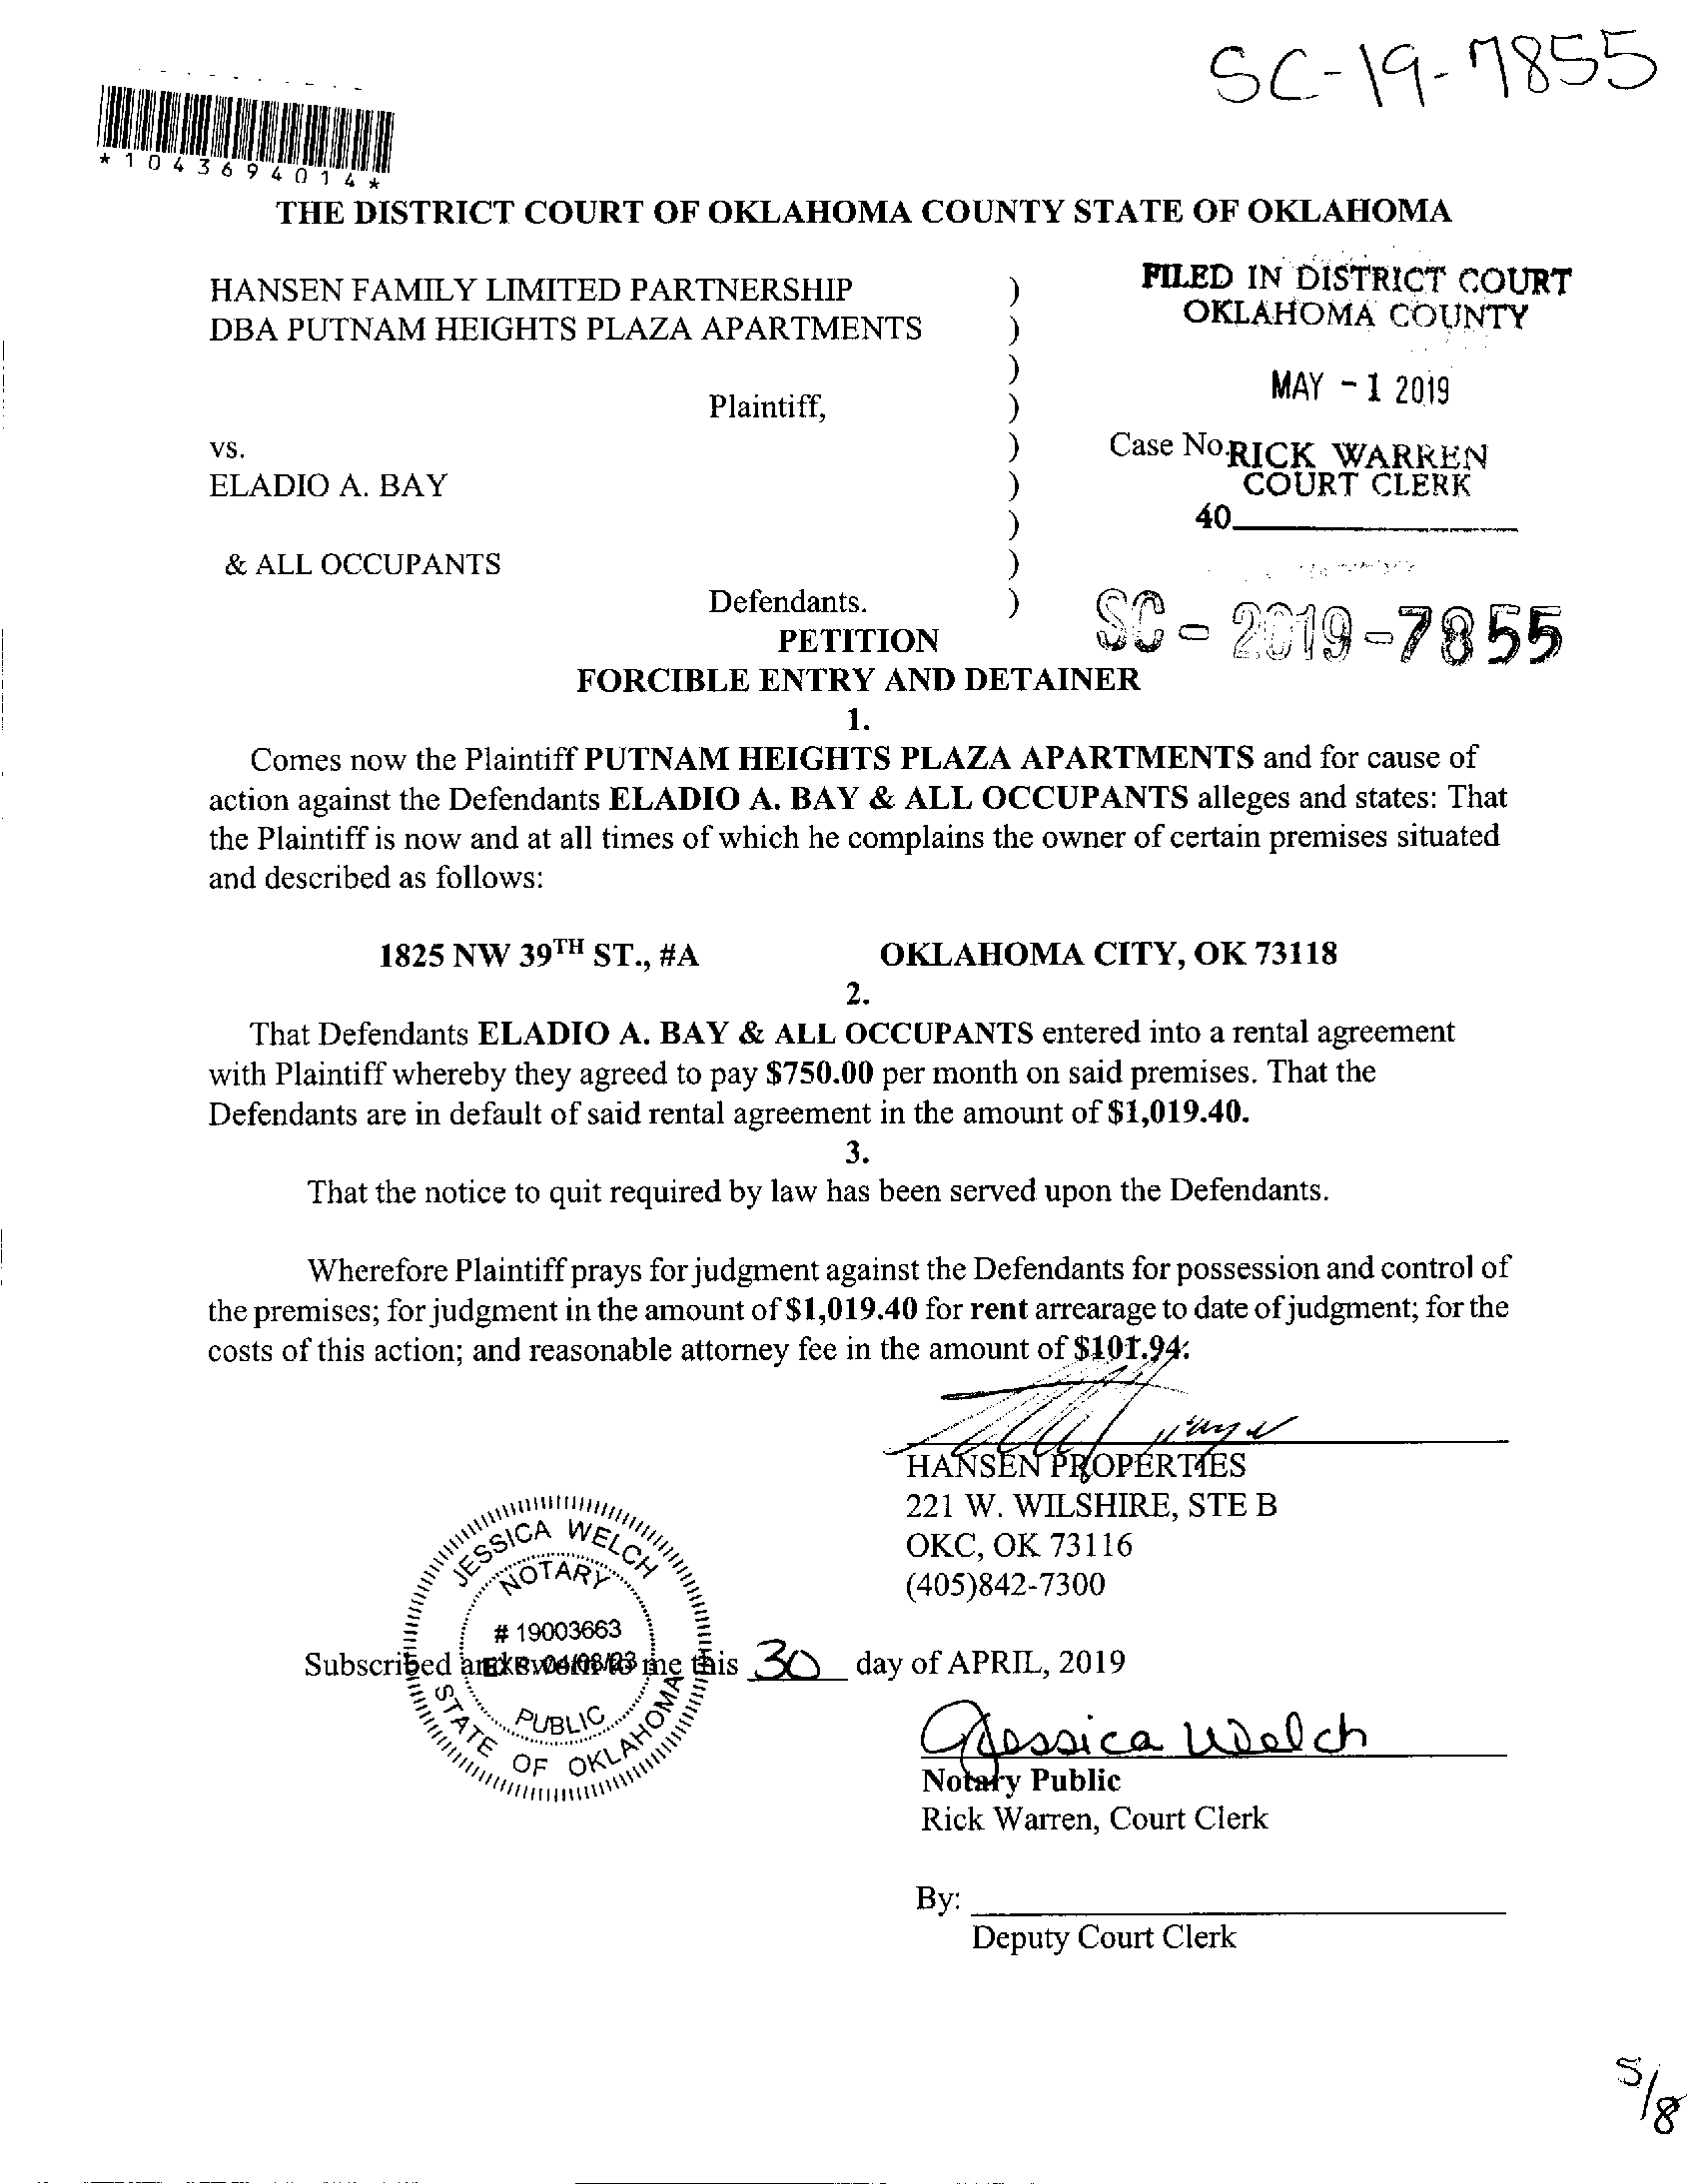 SC-19-7855
*1043694014*
THE DISTRICT COURT OF OKLAHOMA COUNTY STATE OF OKLAHOMA
HANSEN FAMILY LIMITED PARTNERSHIP )
DBA PUTNAM HEIGHTS PLAZA APARTMENTS )
)
Plaintiff, )
vs. )
ELADIO A. BAY )
)
& ALL OCCUPANTS )
Defendants. )
FILED IN DISTRICT COURT
OKLAHOMA COUNTY
MAY - 1 2019
Case No. RICK WARREN
COURT CLERK
40
SC - 2019 - 7855
PETITION
FORCIBLE ENTRY AND DETAINER
1.
Comes now the Plaintiff PUTNAM HEIGHTS PLAZA APARTMENTS and for cause of
action against the Defendants ELADIO A. BAY & ALL OCCUPANTS alleges and states: That
the Plaintiff is now and at all times of which he complains the owner of certain premises situated
and described as follows:
1825 NW 39TH ST., #A OKLAHOMA CITY, OK 73118
2.
That Defendants ELADIO A. BAY & ALL OCCUPANTS entered into a rental agreement
with Plaintiff whereby they agreed to pay $750.00 per month on said premises. That the
Defendants are in default of said rental agreement in the amount of $1,019.40.
3.
That the notice to quit required by law has been served upon the Defendants.
Wherefore Plaintiff prays for judgment against the Defendants for possession and control of
the premises; for judgment in the amount of $1,019.40 for rent arrearage to date of judgment; for the
costs of this action; and reasonable attorney fee in the amount of $101.94.
HANSEN PROPERTIES
221 W. WILSHIRE, STE B
OKC, OK 73116
(405)842-7300
JESSICA WELCH
NOTARY
# 19003663
EXP. 04/08/23
PUBLIC
STATE OF OKLAHOMA
Subscribed and sworn to me this 30 day of APRIL, 2019
Jessica Welch
Notary Public
Rick Warren, Court Clerk
By:
Deputy Court Clerk
5/8